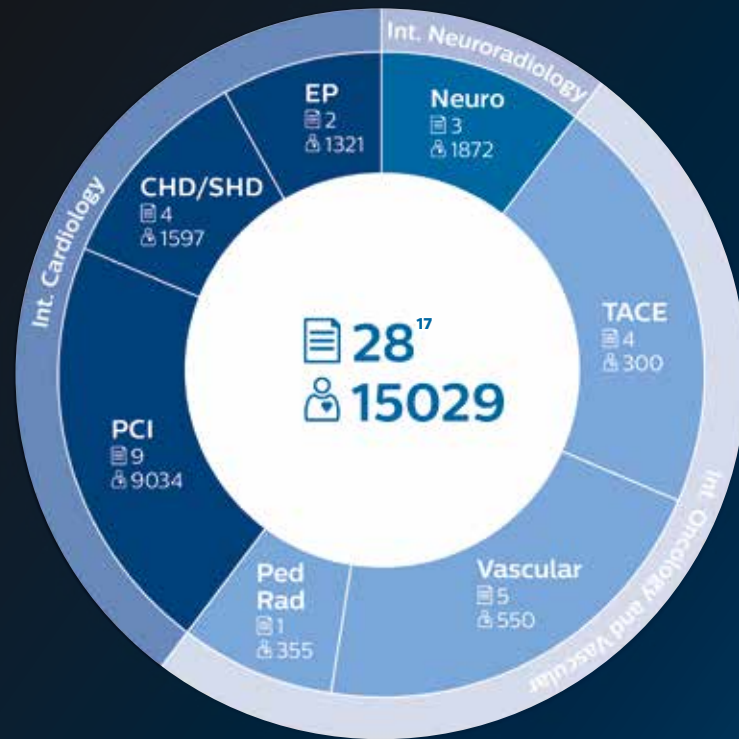 Int. Neuroradiology
Neuro
3
1872
Int. Oncology and Vascular
TACE
4
300
Vascular
5
550
Ped
Rad
1
355
Int. Cardiology
PCI
9
9034
CHD/SHD
4
1597
EP
2
1321
28 17
15029